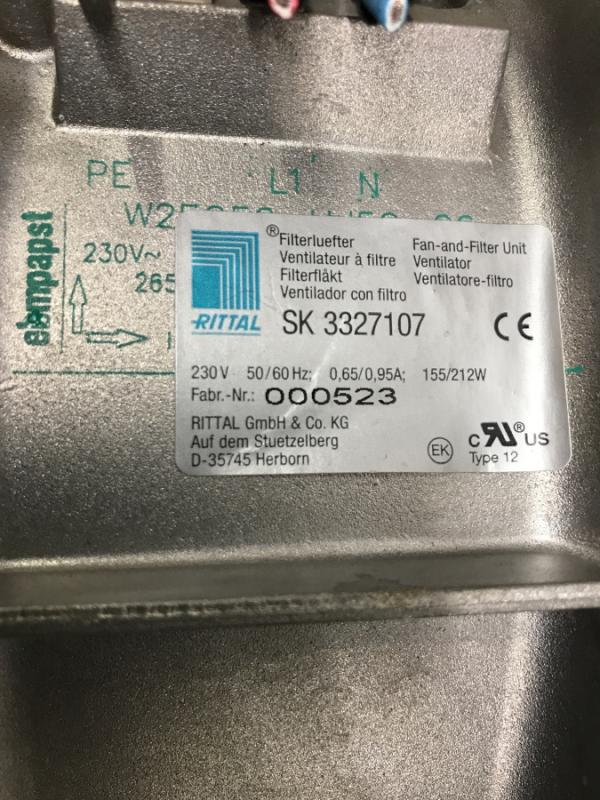 PE L1 N
ebmpapst
230V~
265
RITTAL
®
Filterluefter Fan-and-Filter Unit
Ventilateur à filtre Ventilator
Filterfläkt Ventilatore-filtro
Ventilador con filtro
SK 3327107 CE
230 V 50/60 Hz; 0,65/0,95A; 155/212W
Fabr.-Nr.: 000523
RITTAL GmbH & Co. KG
Auf dem Stuetzelberg
D-35745 Herborn
EK
c RU ® US
Type 12